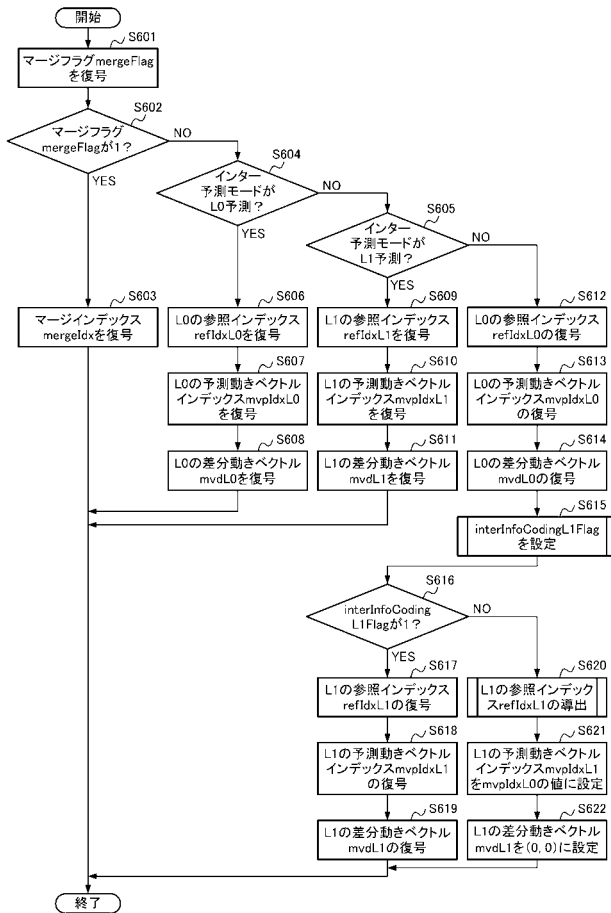 開始
S601
マージフラグmergeFlag
を復号
S602
マージフラグ
mergeFlagが1?
NO
YES
S604
インター
予測モードが
L0予測?
NO
YES
S605
インター
予測モードが
L1予測?
NO
YES
S603
マージインデックス
mergeIdxを復号
S606
L0の参照インデックス
refIdxL0を復号
S607
L0の予測動きベクトル
インデックスmvpIdxL0
を復号
S608
L0の差分動きベクトル
mvdL0を復号
S609
L1の参照インデックス
refIdxL1を復号
S610
L1の予測動きベクトル
インデックスmvpIdxL1
を復号
S611
L1の差分動きベクトル
mvdL1を復号
S612
L0の参照インデックス
refIdxL0の復号
S613
L0の予測動きベクトル
インデックスmvpIdxL0
の復号
S614
L0の差分動きベクトル
mvdL0の復号
S615
interInfoCodingL1Flag
を設定
S616
interInfoCoding
L1Flagが1?
NO
YES
S617
L1の参照インデックス
refIdxL1の復号
S618
L1の予測動きベクトル
インデックスmvpIdxL1
の復号
S619
L1の差分動きベクトル
mvdL1の復号
S620
L1の参照インデック
スrefIdxL1の導出
S621
L1の予測動きベクトル
インデックスmvpIdxL1
をmvpIdxL0の値に設定
S622
L1の差分動きベクトル
mvdL1を(0, 0)に設定
終了